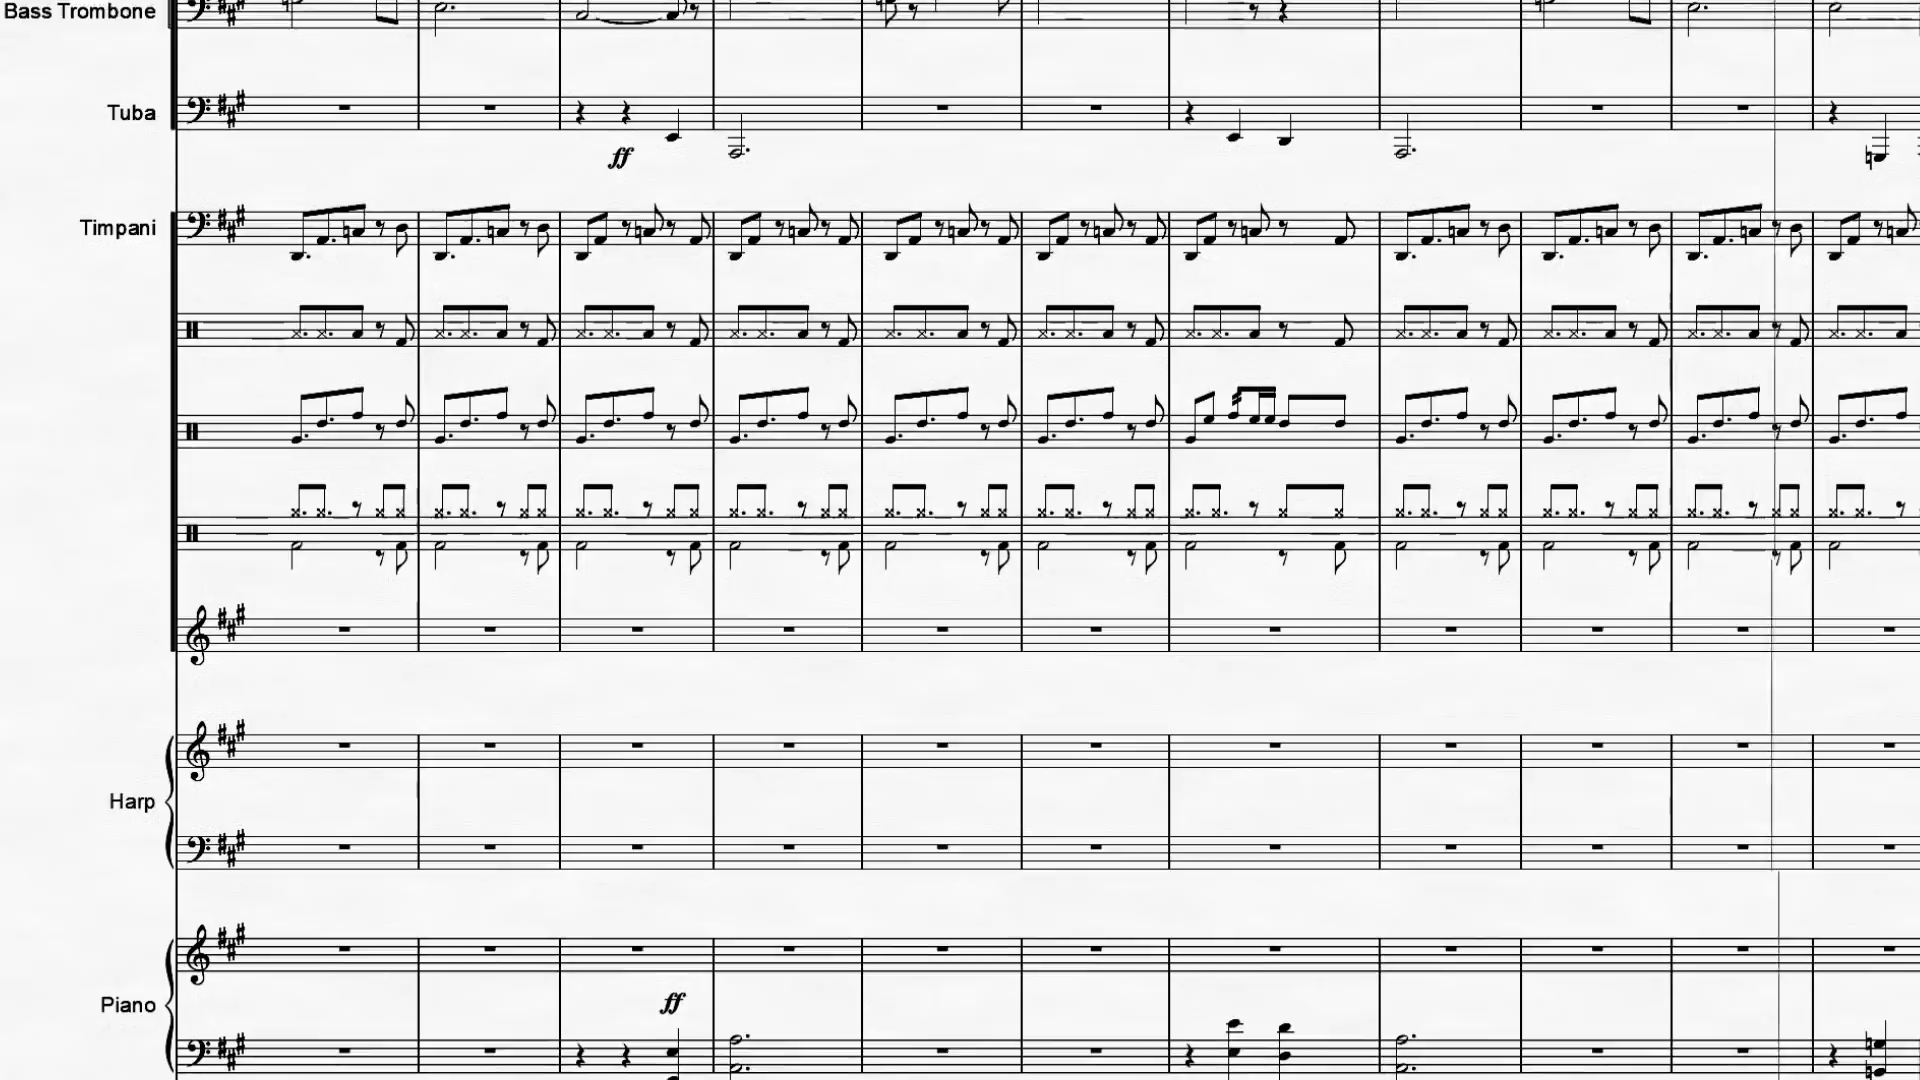 Bass Trombone
Tuba
ff
Timpani
Harp
ff
Piano